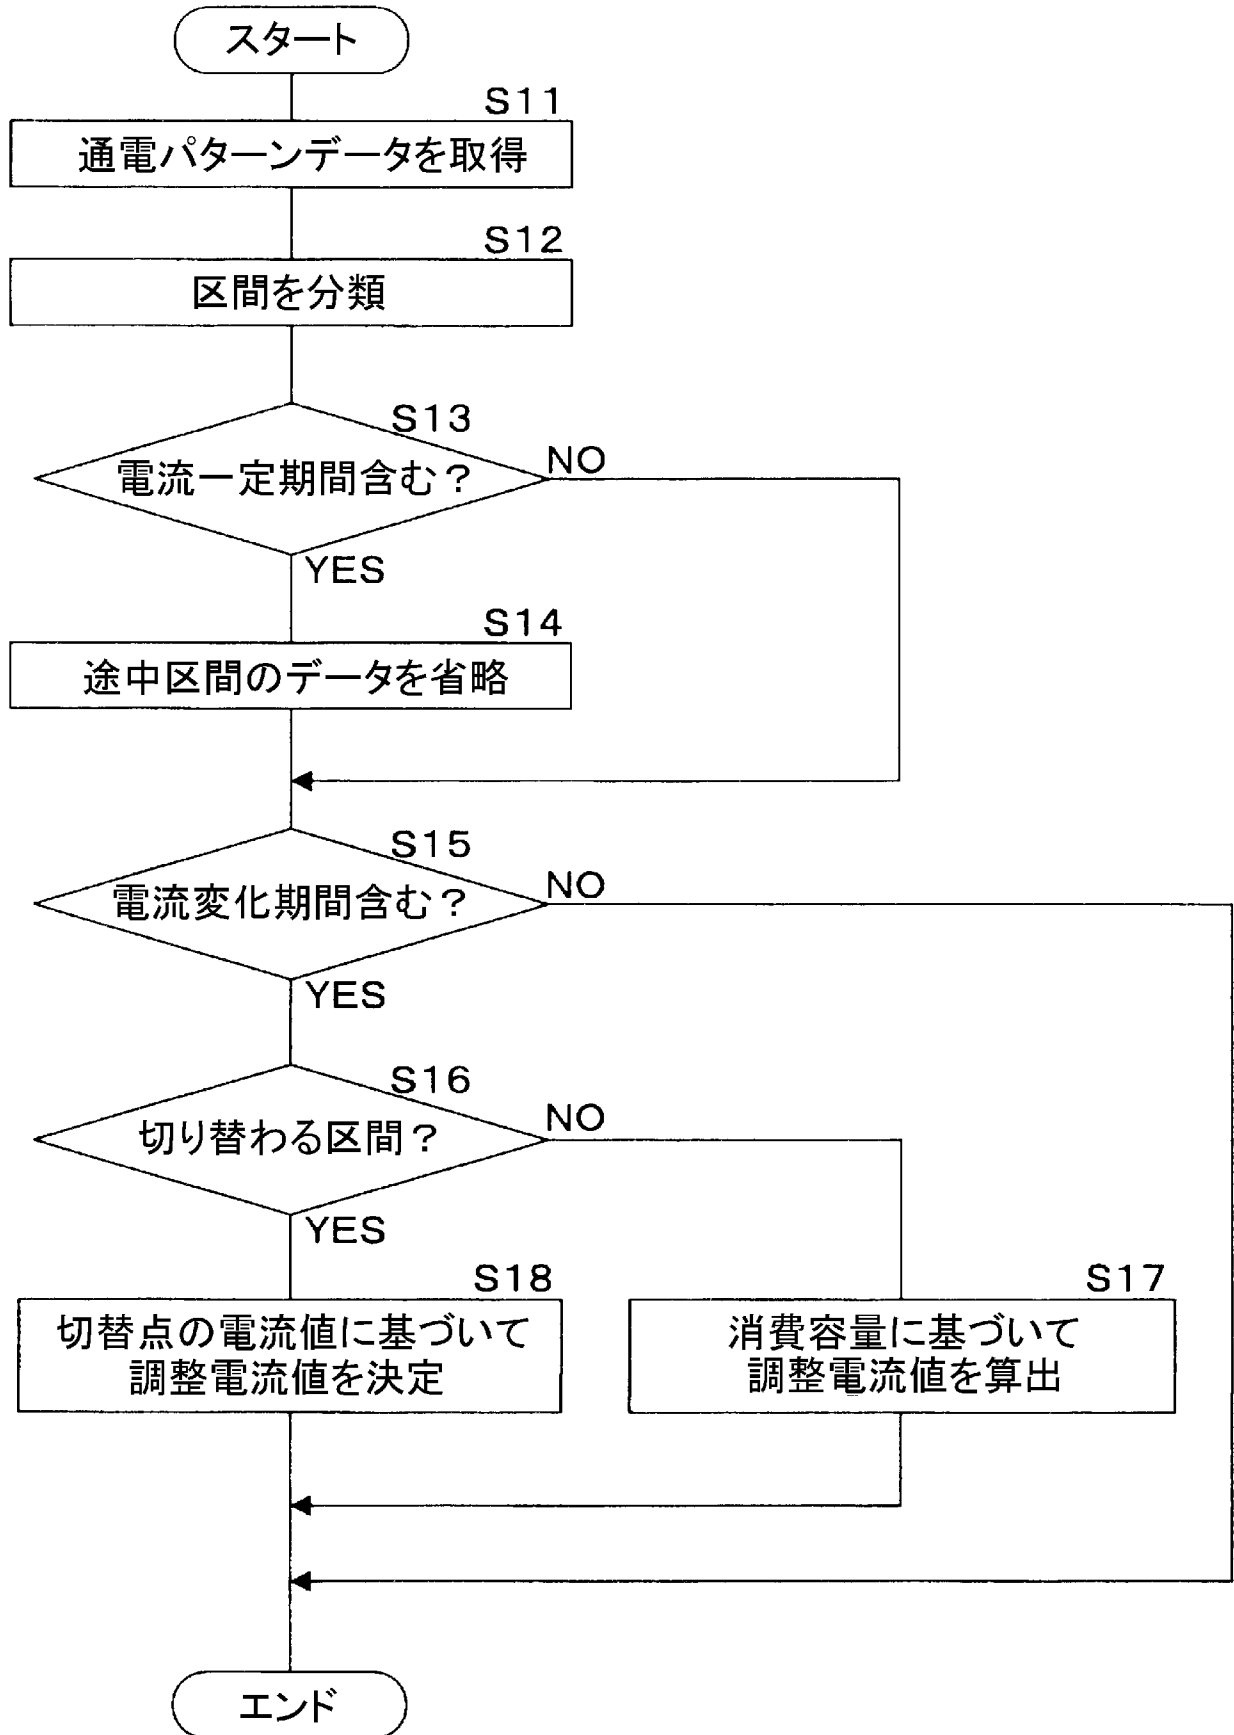 スタート
S11
通電パターンデータを取得
S12
区間を分類
S13
電流一定期間含む?
NO
YES
S14
途中区間のデータを省略
S15
電流変化期間含む?
NO
YES
S16
切り替わる区間?
NO
YES
S18
切替点の電流値に基づいて
調整電流値を決定
S17
消費容量に基づいて
調整電流値を算出
エンド